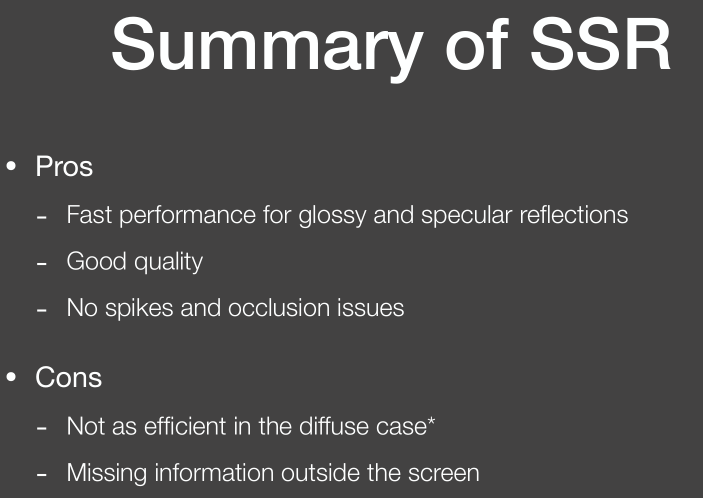 Summary of SSR
• Pros
- Fast performance for glossy and specular reflections
- Good quality
- No spikes and occlusion issues
• Cons
- Not as efficient in the diffuse case*
- Missing information outside the screen